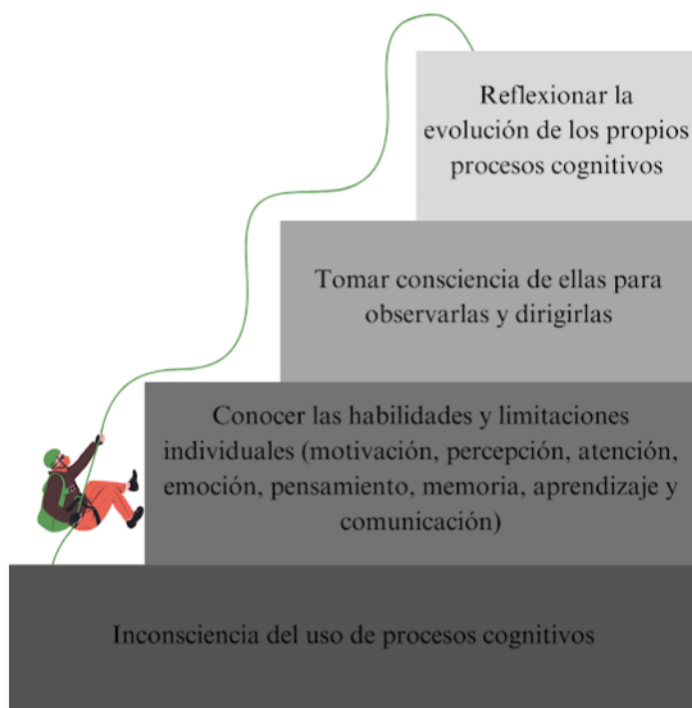 Reflexionar la
evolución de los propios
procesos cognitivos
Tomar consciencia de ellas para
observarlas y dirigirlas
Conocer las habilidades y limitaciones
individuales (motivación, percepción, atención,
emoción, pensamiento, memoria, aprendizaje y
comunicación)
Inconsciencia del uso de procesos cognitivos